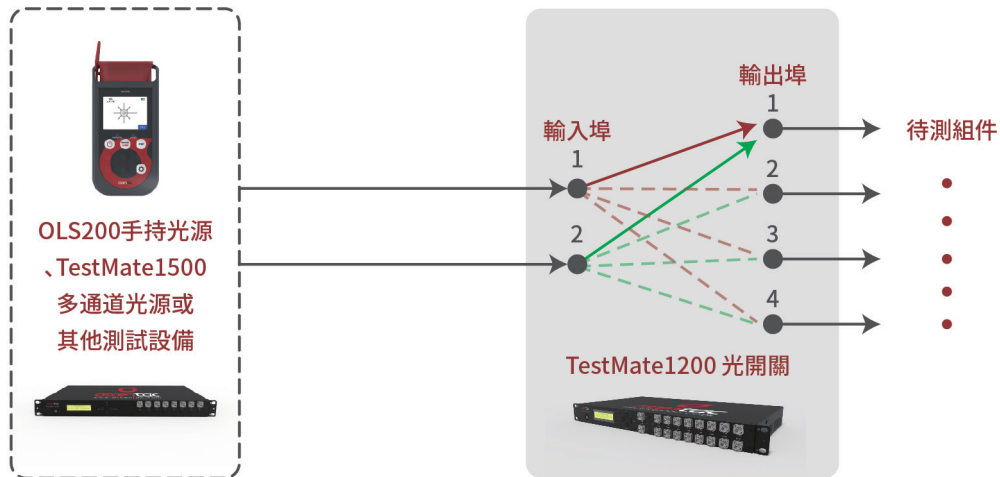 OLS200手持光源
、TestMate1500
多通道光源或
其他測試設備
輸入埠
1
2
輸出埠
1
2
3
4
TestMate1200 光開關
待測組件